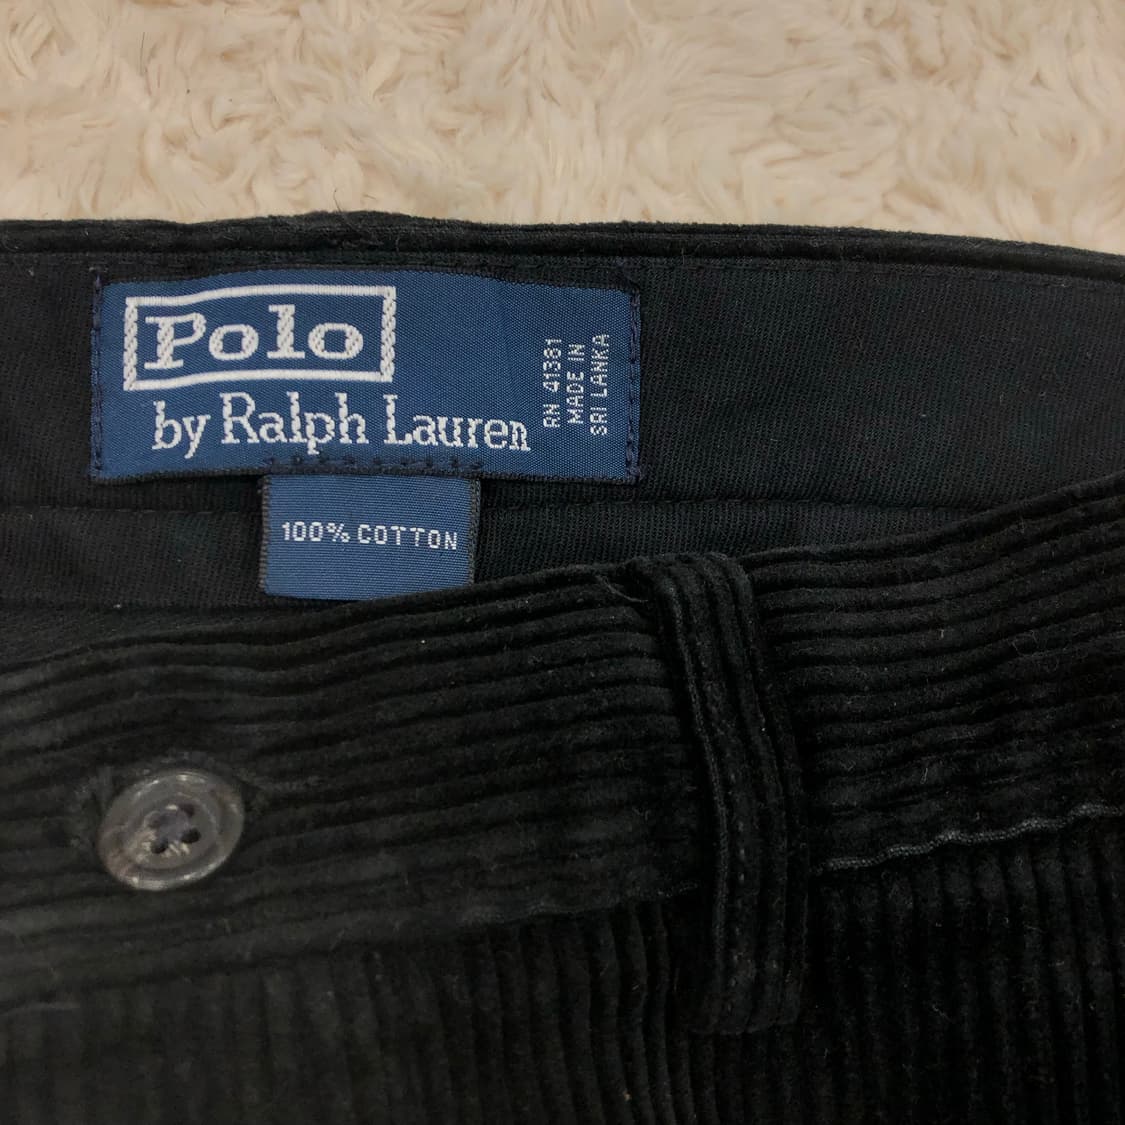 Polo
by Ralph Lauren
RN 41381
MADE IN
SRI LANKA
100% COTTON